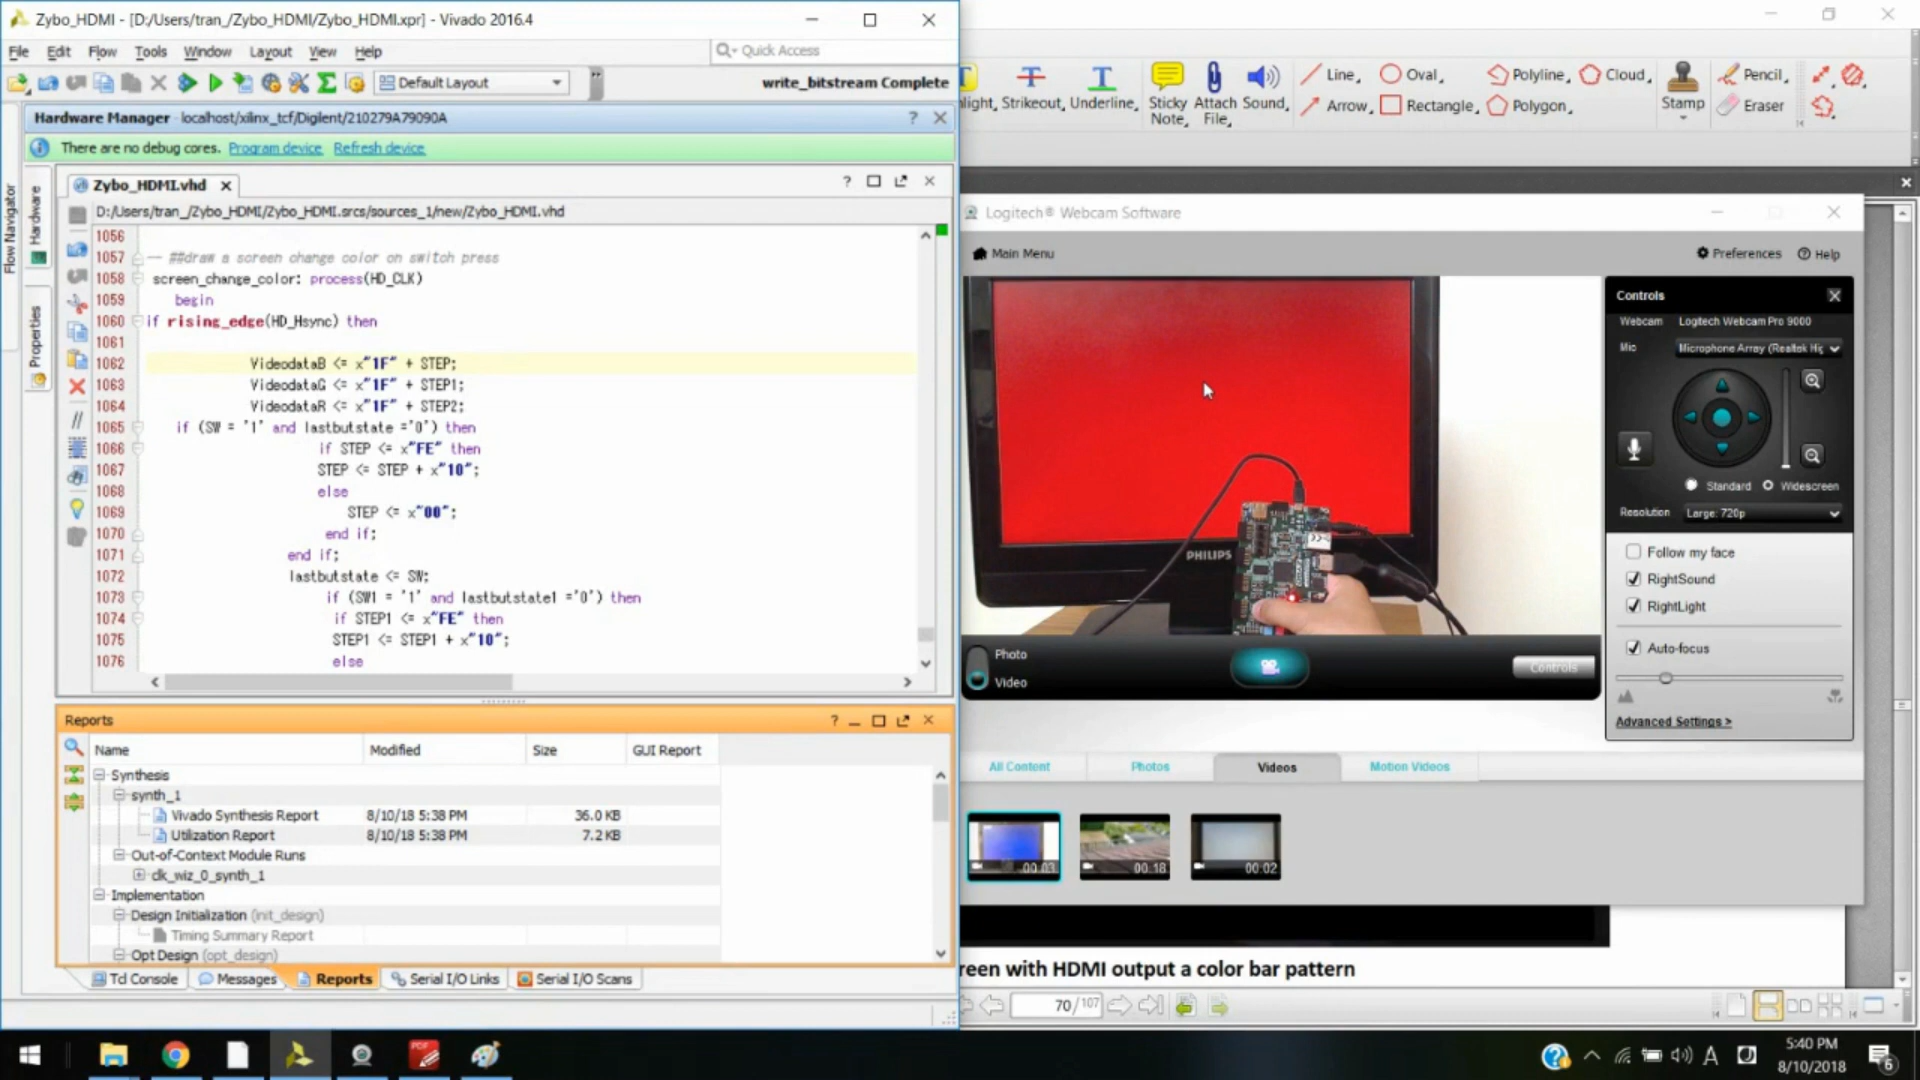 Zybo_HDMI - [D:/Users/tran_/Zybo_HDMI/Zybo_HDMI.xpr] - Vivado 2016.4
File Edit Flow Tools Window Layout View Help
Quick Access
Default Layout
write_bitstream Complete
Hardware Manager - localhost/xilinx_tcf/Digilent/210279A79090A
There are no debug cores. Program device Refresh device
Flow Navigator
Hardware
Properties
Zybo_HDMI.vhd
D:/Users/tran_/Zybo_HDMI/Zybo_HDMI.srcs/sources_1/new/Zybo_HDMI.vhd
1056
1057 -- ##draw a screen change color on switch press
1058 screen_change_color: process(HD_CLK)
1059 begin
1060 if rising_edge(HD_Hsync) then
1061
1062 VideodataB <= x"1F" + STEP;
1063 VideodataG <= x"1F" + STEP1;
1064 VideodataR <= x"1F" + STEP2;
1065 if (SW = '1' and lastbutstate ='0') then
1066 if STEP <= x"FE" then
1067 STEP <= STEP + x"10";
1068 else
1069 STEP <= x"00";
1070 end if;
1071 end if;
1072 lastbutstate <= SW;
1073 if (SW1 = '1' and lastbutstate1 ='0') then
1074 if STEP1 <= x"FE" then
1075 STEP1 <= STEP1 + x"10";
1076 else
Reports
Name Modified Size GUI Report
Synthesis
synth_1
Vivado Synthesis Report 8/10/18 5:38 PM 36.0 KB
Utilization Report 8/10/18 5:38 PM 7.2 KB
Out-of-Context Module Runs
clk_wiz_0_synth_1
Implementation
Design Initialization (init_design)
Timing Summary Report
Opt Design (opt_design)
Tcl Console Messages Reports Serial I/O Links Serial I/O Scans
light, Strikeout, Underline, Sticky Note, Attach File, Sound, Line, Oval, Polyline, Cloud, Stamp Pencil,
Arrow, Rectangle, Polygon, Eraser
Logitech® Webcam Software
Main Menu
Preferences Help
PHILIPS
Photo
Video
Controls
Controls
Webcam Logitech Webcam Pro 9000
Mic Microphone Array (Realtek Hig
Standard Widescreen
Resolution Large: 720p
Follow my face
RightSound
RightLight
Auto-focus
Advanced Settings >
All Content Photos Videos Motion Videos
00:03 00:18 00:02
reen with HDMI output a color bar pattern
70/107
PDF
A
5:40 PM
8/10/2018
6